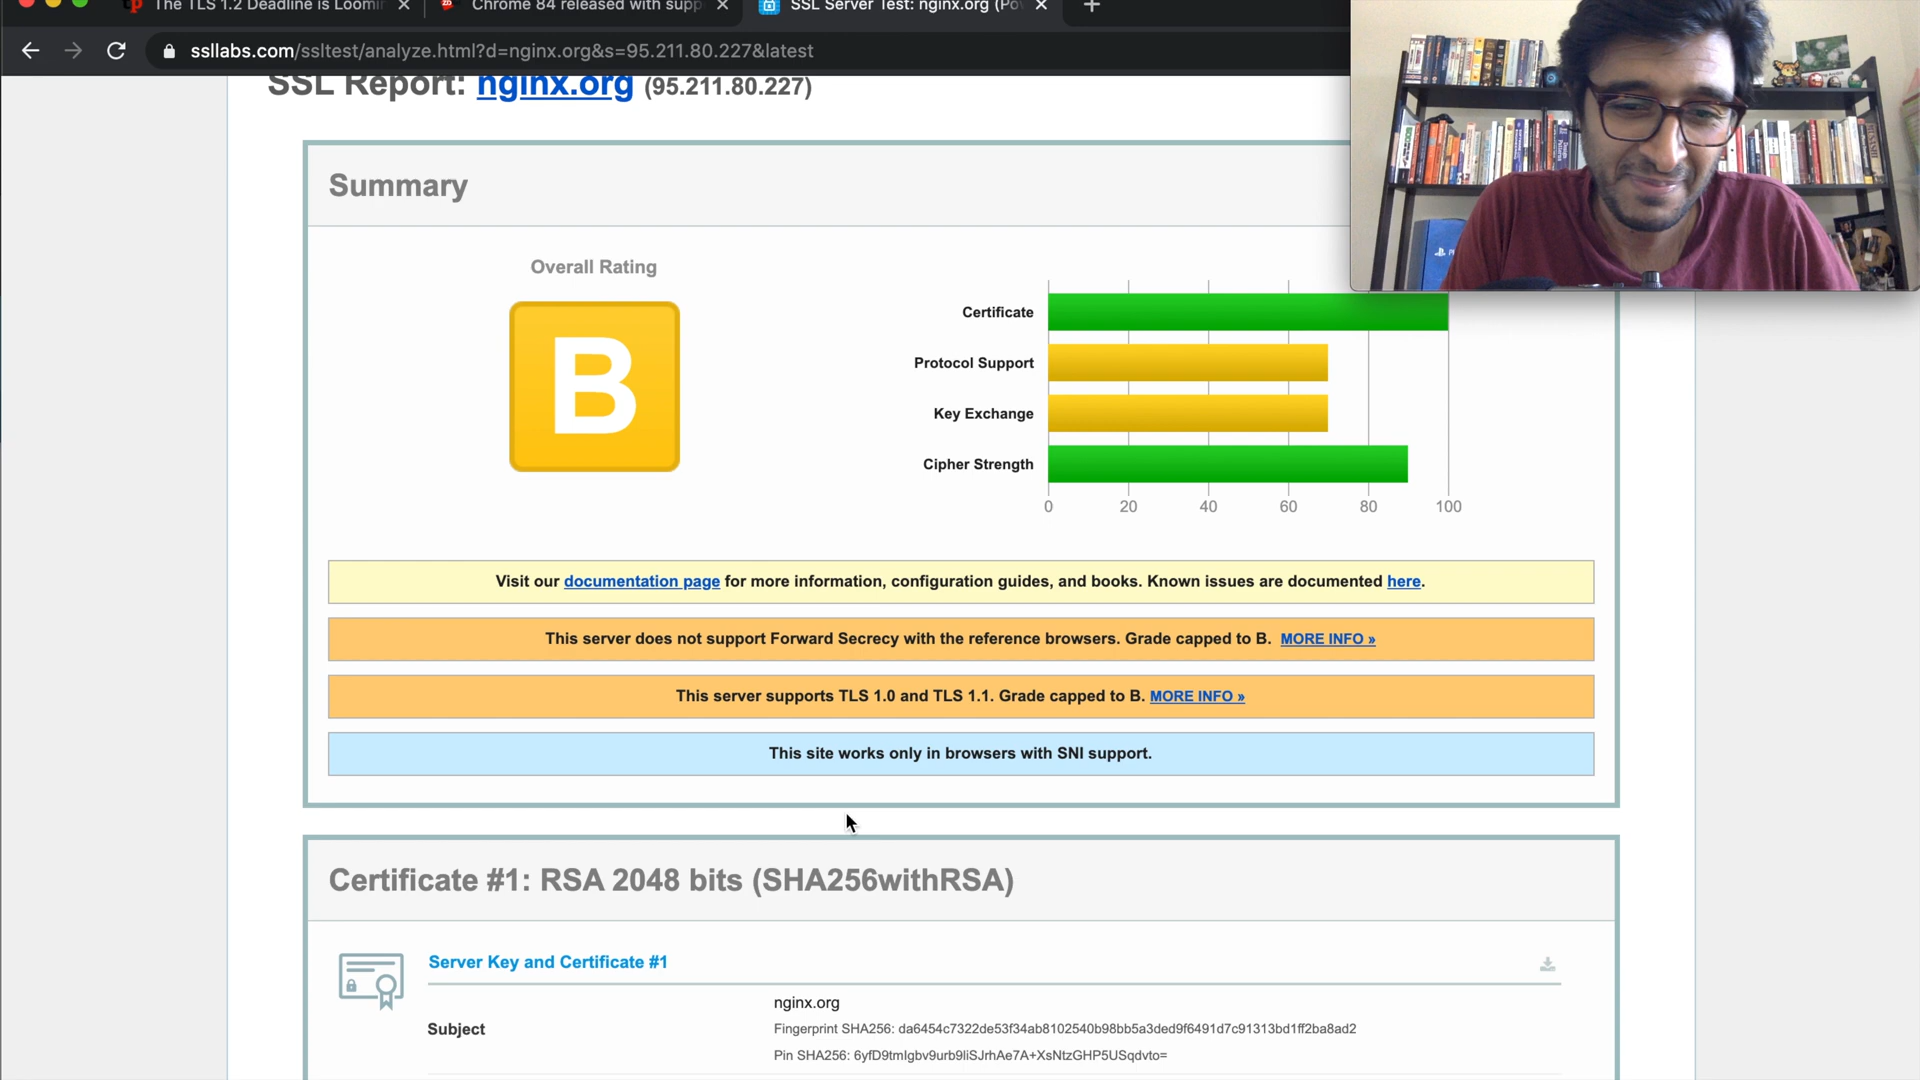 The TLS 1.2 Deadline is Loomin
Chrome 84 released with supp
SSL Server Test: nginx.org (Pow
ssllabs.com/ssltest/analyze.html?d=nginx.org&s=95.211.80.227&latest
SSL Report: nginx.org (95.211.80.227)
Summary
Overall Rating
B
Certificate
Protocol Support
Key Exchange
Cipher Strength
0 20 40 60 80 100
Visit our documentation page for more information, configuration guides, and books. Known issues are documented here.
This server does not support Forward Secrecy with the reference browsers. Grade capped to B. MORE INFO »
This server supports TLS 1.0 and TLS 1.1. Grade capped to B. MORE INFO »
This site works only in browsers with SNI support.
Certificate #1: RSA 2048 bits (SHA256withRSA)
Server Key and Certificate #1
Subject
nginx.org
Fingerprint SHA256: da6454c7322de53f34ab8102540b98bb5a3ded9f6491d7c91313bd1ff2ba8ad2
Pin SHA256: 6yfD9tmIgbv9urb9liSJrhAe7A+XsNtzGHP5USqdvto=